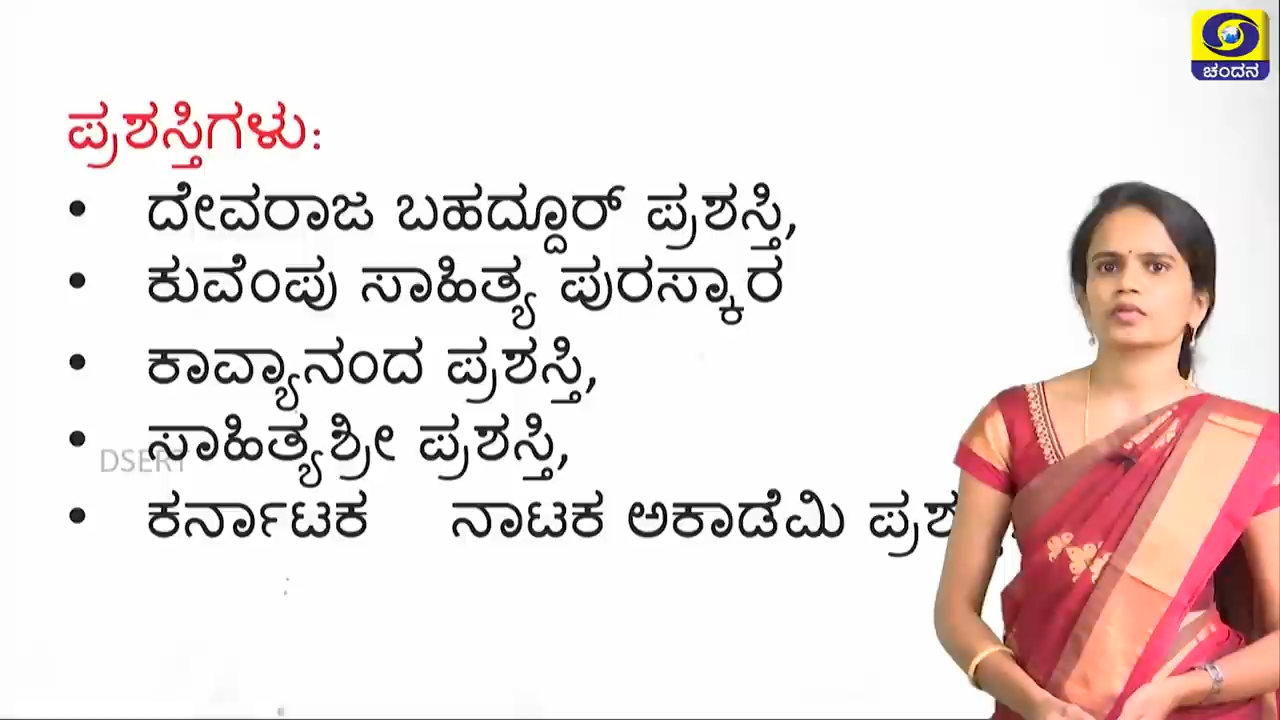 ಚಂದನ
ಪ್ರಶಸ್ತಿಗಳು:
• ದೇವರಾಜ ಬಹದ್ದೂರ್ ಪ್ರಶಸ್ತಿ,
• ಕುವೆಂಪು ಸಾಹಿತ್ಯ ಪುರಸ್ಕಾರ
• ಕಾವ್ಯಾನಂದ ಪ್ರಶಸ್ತಿ,
• ಸಾಹಿತ್ಯಶ್ರೀ ಪ್ರಶಸ್ತಿ,
DSERT
• ಕರ್ನಾಟಕ ನಾಟಕ ಅಕಾಡೆಮಿ